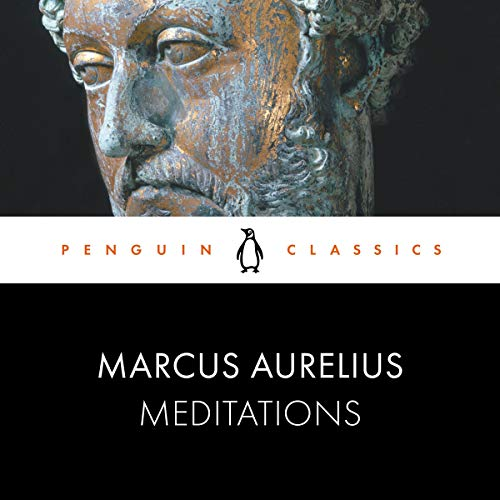 PENGUIN CLASSICS
MARCUS AURELIUS
MEDITATIONS